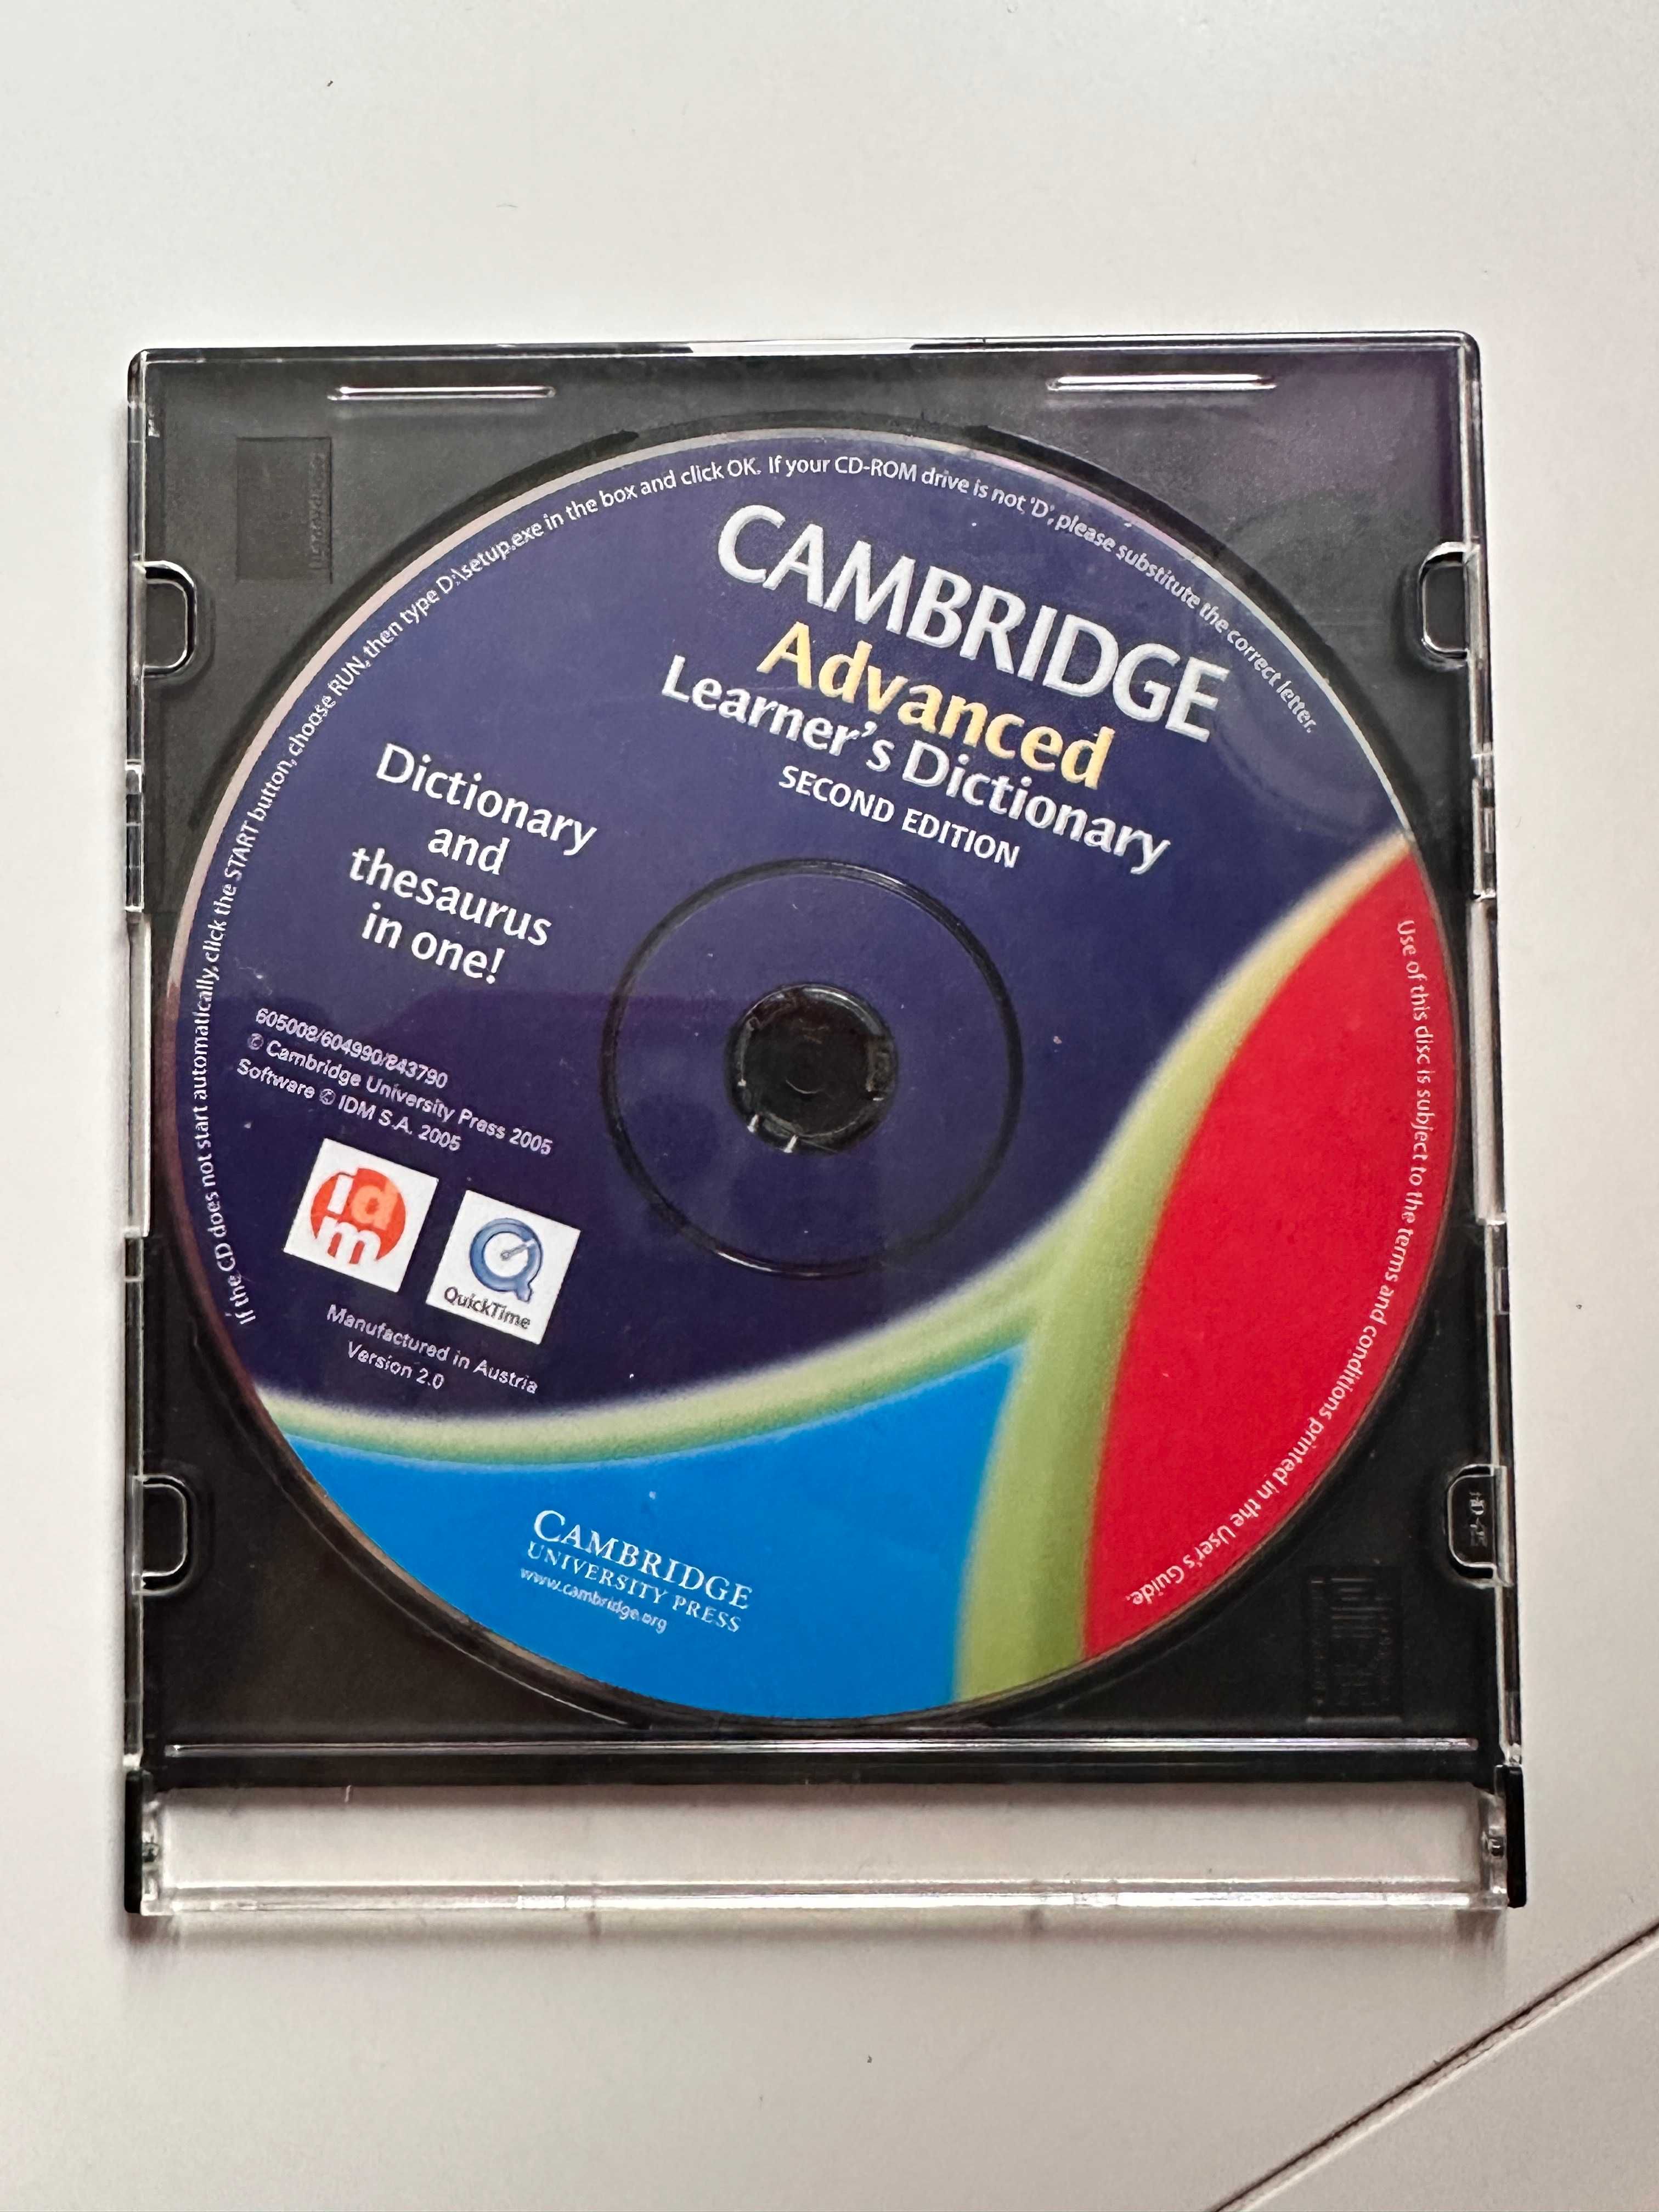 If the CD does not start automatically, click the START button, choose RUN, then type D:\setup.exe in the box and click OK. If your CD-ROM drive is not 'D', please substitute the correct letter.
CAMBRIDGE
Advanced
Learner's Dictionary
SECOND EDITION
Dictionary
and
thesaurus
in one!
605008/604990/843790
© Cambridge University Press 2005
Software © IDM S.A. 2005
idm
QuickTime
Manufactured in Austria
Version 2.0
CAMBRIDGE
UNIVERSITY PRESS
www.cambridge.org
Use of this disc is subject to the terms and conditions printed in the User's Guide.